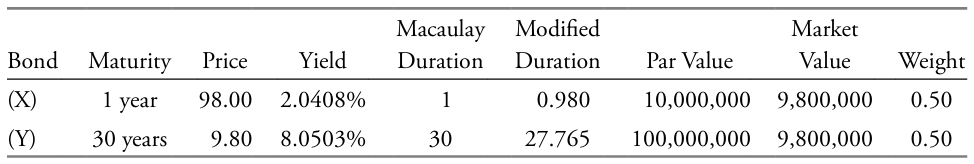 Macaulay Modified Market
Bond Maturity Price Yield Duration Duration Par Value Value Weight
(X) 1 year 98.00 2.0408% 1 0.980 10,000,000 9,800,000 0.50
(Y) 30 years 9.80 8.0503% 30 27.765 100,000,000 9,800,000 0.50